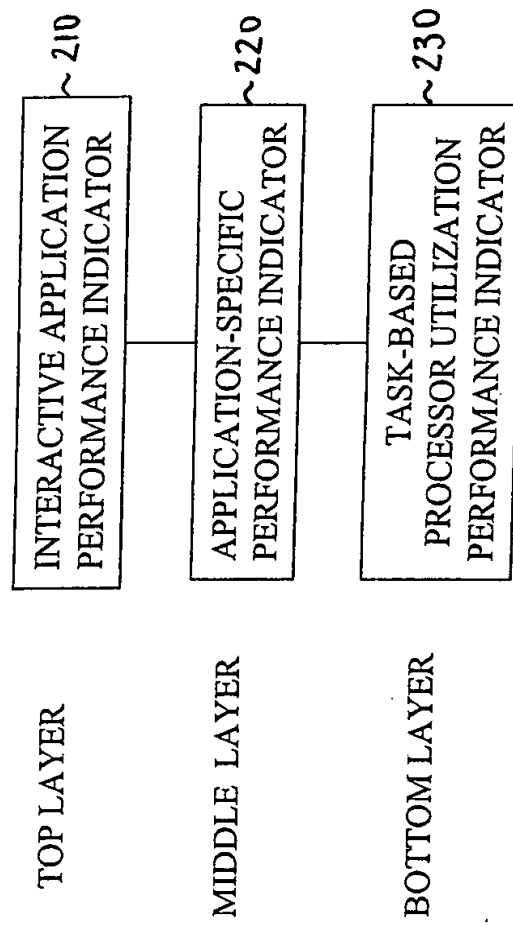 TOP LAYER
INTERACTIVE APPLICATION
PERFORMANCE INDICATOR
~210
MIDDLE LAYER
APPLICATION-SPECIFIC
PERFORMANCE INDICATOR
~220
BOTTOM LAYER
TASK-BASED
PROCESSOR UTILIZATION
PERFORMANCE INDICATOR
~230